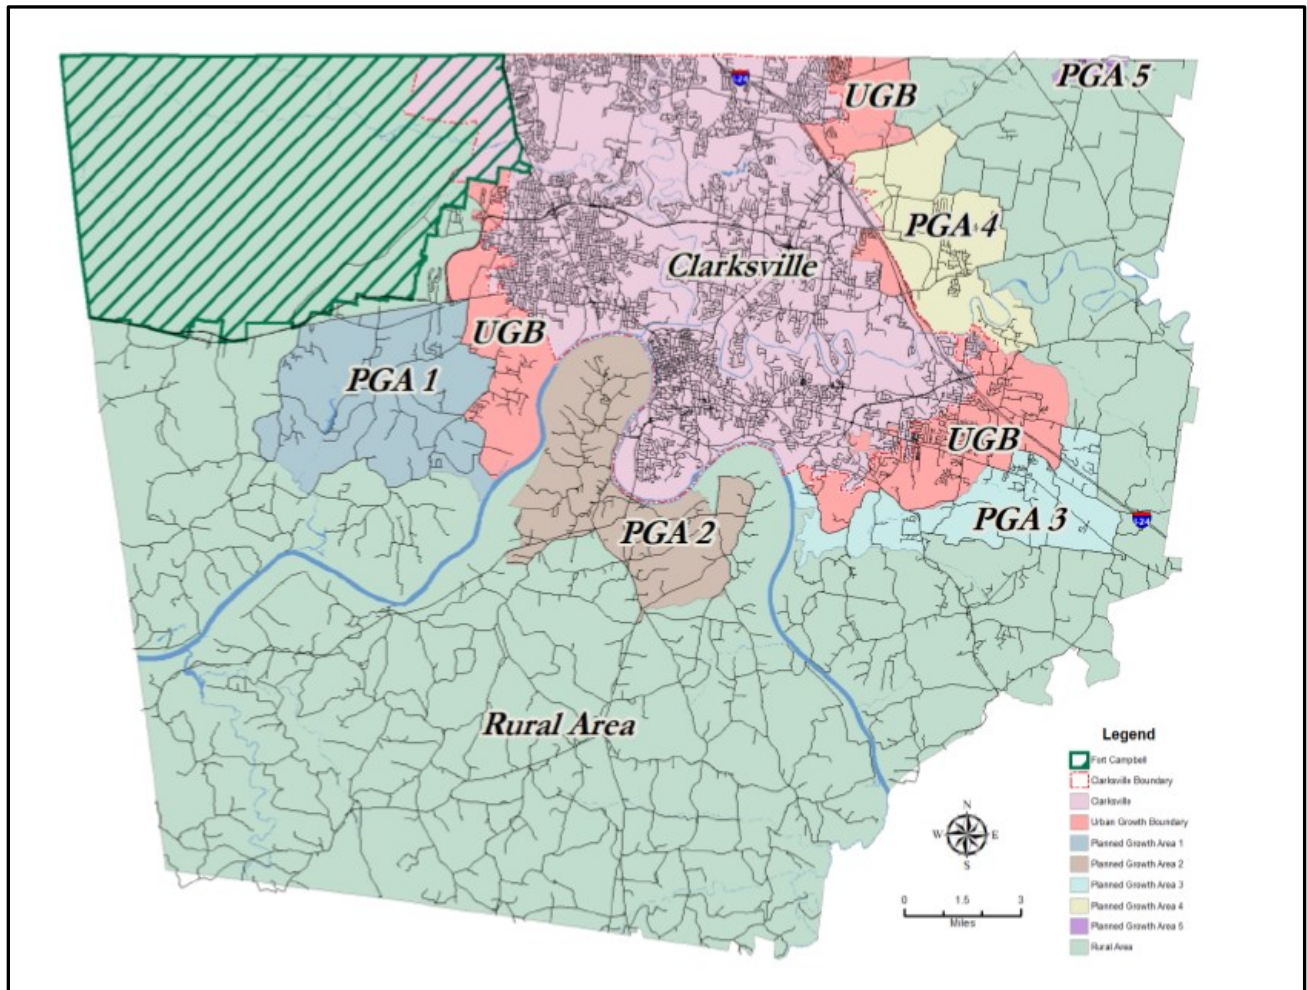 PGA 5
UGB
I-24
PGA 4
Clarksville
UGB
PGA 1
UGB
PGA 3
I-24
PGA 2
Rural Area
Legend
Fort Campbell
Clarksville Boundary
Clarksville
Urban Growth Boundary
Planned Growth Area 1
Planned Growth Area 2
Planned Growth Area 3
Planned Growth Area 4
Planned Growth Area 5
Rural Area
N
W E
S
0 1.5 3
Miles